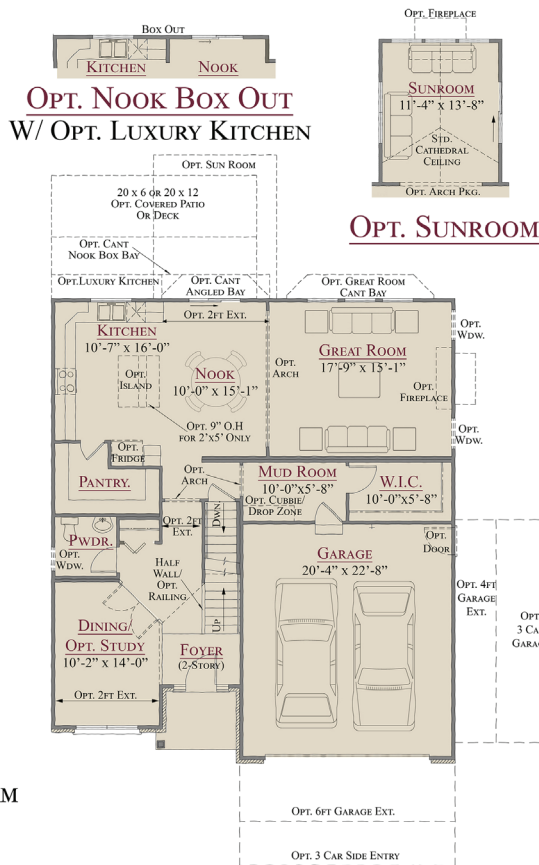 Box Out
Kitchen
Nook
Opt. Nook Box Out
W/ Opt. Luxury Kitchen
Opt. Fireplace
Sunroom
11'-4" x 13'-8"
Std.
Cathedral
Ceiling
Opt. Arch Pkg.
Opt. Sunroom
Opt. Sun Room
20 x 6 or 20 x 12
Opt. Covered Patio
Or Deck
Opt. Cant
Nook Box Bay
Opt.Luxury Kitchen
Opt. Cant
Angled Bay
Opt. Great Room
Cant Bay
Opt. 2ft Ext.
Kitchen
10'-7" x 16'-0"
Opt.
Island
Nook
10'-0" x 15'-1"
Opt.
Arch
Great Room
17'-9" x 15'-1"
Opt.
Wdw.
Opt.
Fireplace
Opt.
Wdw.
Opt. 9" O.H
for 2'x5' Only
Opt.
Fridge
Pantry.
Opt.
Arch
Mud Room
10'-0"x5'-8"
Opt. Cubbie/
Drop Zone
W.I.C.
10'-0"x5'-8"
Pwdr.
Opt.
Wdw.
Opt. 2ft
Ext.
Dwn.
Half
Wall/
Opt.
Railing.
Up
Garage
20'-4" x 22'-8"
Opt.
Door
Opt. 4ft
Garage
Ext.
Opt
3 Ca
Gara
Dining/
Opt. Study
10'-2" x 14'-0"
Opt. 2ft Ext.
Foyer
(2-Story)
M
Opt. 6ft Garage Ext.
Opt. 3 Car Side Entry